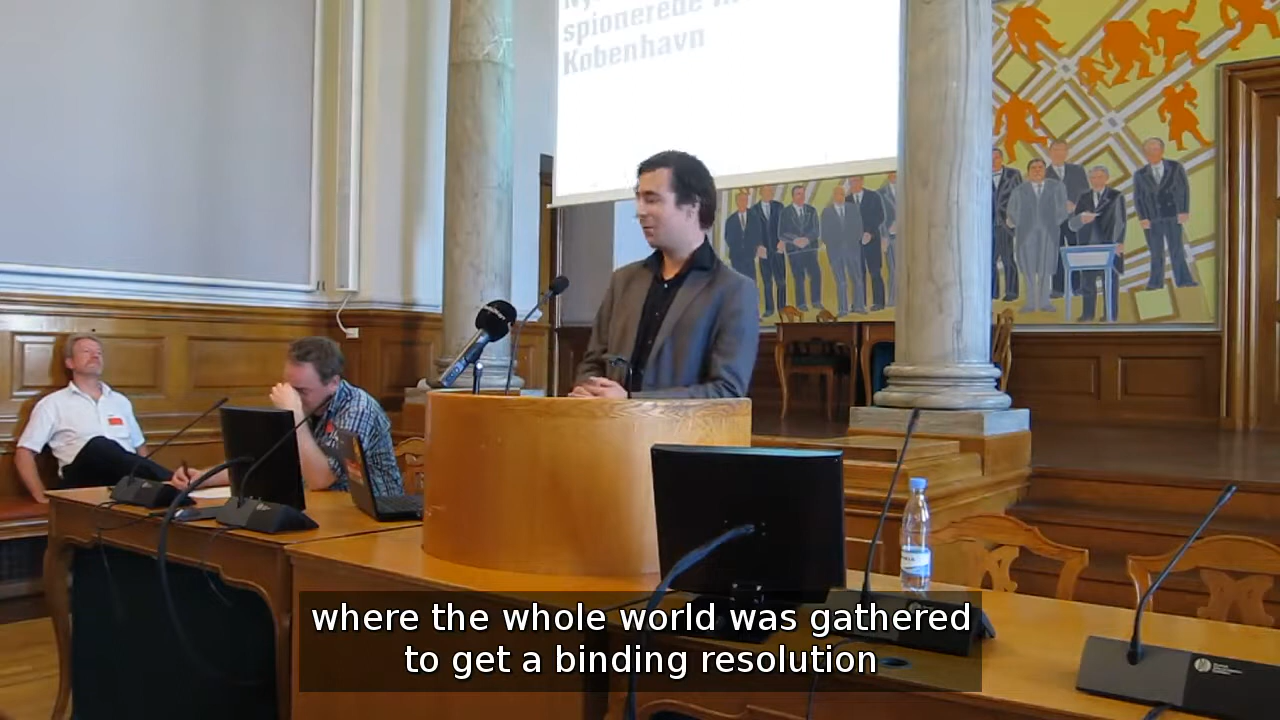 spionerede
København
where the whole world was gathered
to get a binding resolution